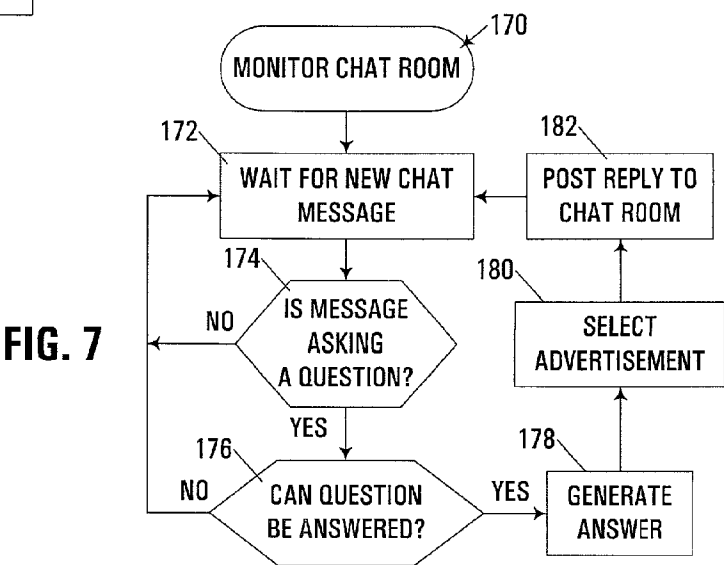 170
MONITOR CHAT ROOM
172
WAIT FOR NEW CHAT
MESSAGE
182
POST REPLY TO
CHAT ROOM
174
IS MESSAGE
ASKING
A QUESTION?
NO
YES
180
SELECT
ADVERTISEMENT
FIG. 7
176
CAN QUESTION
BE ANSWERED?
NO
YES
178
GENERATE
ANSWER